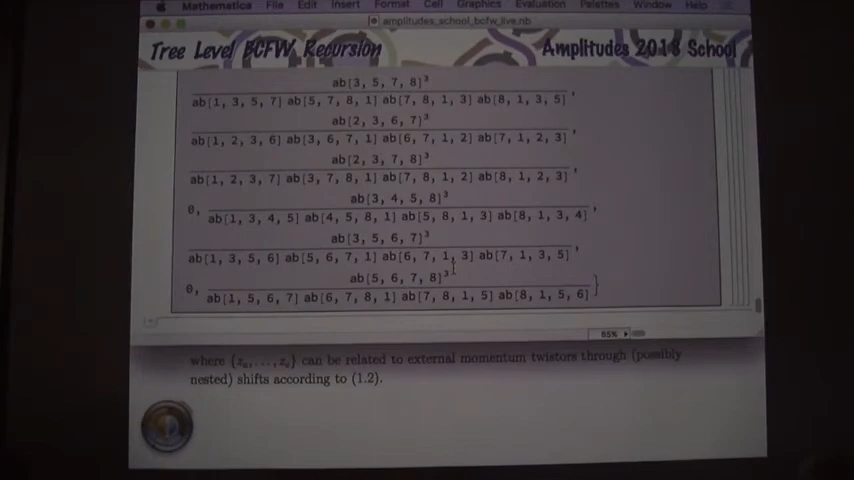 Mathematica File Edit Insert Format Cell Graphics Evaluation Palettes Window Help
amplitudes_school_bcfw_live.nb
Tree Level BCFW Recursion Amplitudes 2018 School
ab[3, 5, 7, 8]³
ab[1, 3, 5, 7] ab[5, 7, 8, 1] ab[7, 8, 1, 3] ab[8, 1, 3, 5] ,
ab[2, 3, 6, 7]³
ab[1, 2, 3, 6] ab[3, 6, 7, 1] ab[6, 7, 1, 2] ab[7, 1, 2, 3] ,
ab[2, 3, 7, 8]³
ab[1, 2, 3, 7] ab[3, 7, 8, 1] ab[7, 8, 1, 2] ab[8, 1, 2, 3] ,
ab[3, 4, 5, 8]³
0, ab[1, 3, 4, 5] ab[4, 5, 8, 1] ab[5, 8, 1, 3] ab[8, 1, 3, 4] ,
ab[3, 5, 6, 7]³
ab[1, 3, 5, 6] ab[5, 6, 7, 1] ab[6, 7, 1, 3] ab[7, 1, 3, 5] ,
ab[5, 6, 7, 8]³
0, ab[1, 5, 6, 7] ab[6, 7, 8, 1] ab[7, 8, 1, 5] ab[8, 1, 5, 6] }
85%
where {zₐ,...,z} can be related to external momentum twistors through (possibly
nested) shifts according to (1.2).